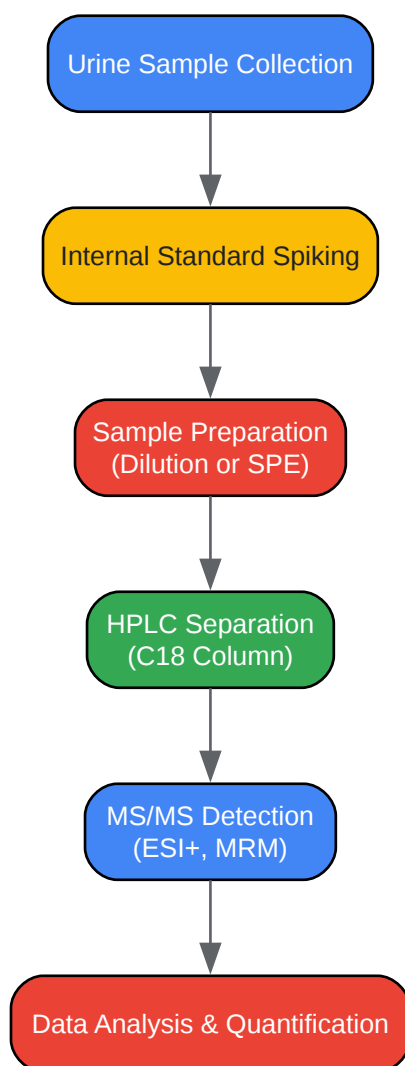 Urine Sample Collection
Internal Standard Spiking
Sample Preparation
(Dilution or SPE)
HPLC Separation
(C18 Column)
MS/MS Detection
(ESI+, MRM)
Data Analysis & Quantification